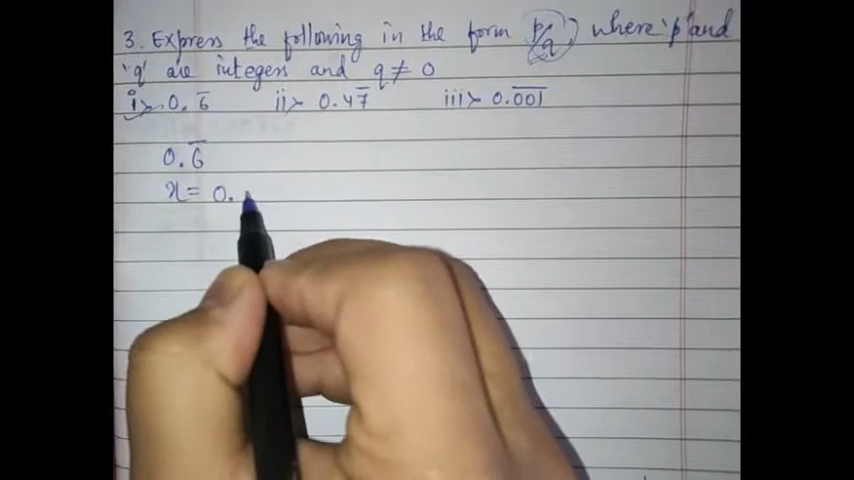 3. Express the following in the form p/q, where 'p' and
'q' are integers and q ≠ 0
i> 0.6̅ ii> 0.47̅ iii> 0.0̅0̅1̅
0.6̅
x = 0.